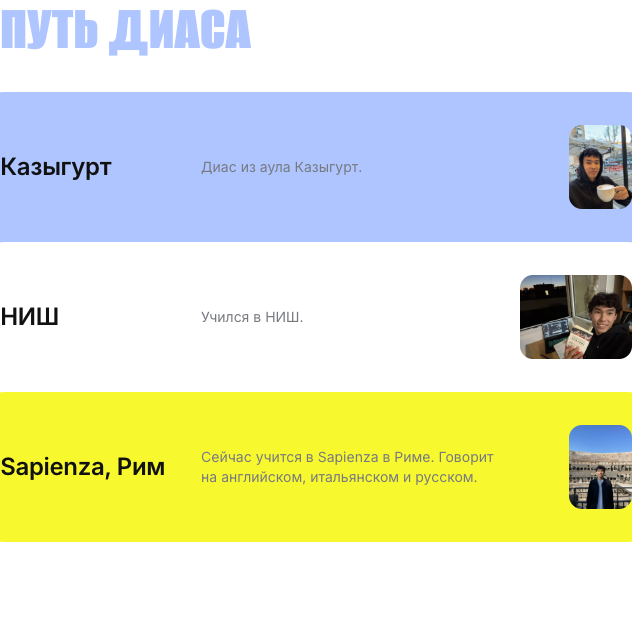 ПУТЬ ДИАСА
Казыгурт
Диас из аула Казыгурт.
НИШ
Учился в НИШ.
Sapienza, Рим
Сейчас учится в Sapienza в Риме. Говорит
на английском, итальянском и русском.